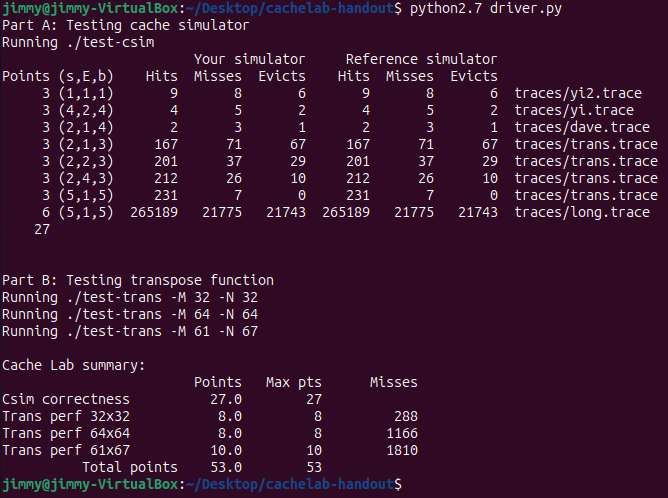 jimmy@jimmy-VirtualBox:~/Desktop/cachelab-handout$ python2.7 driver.py
Part A: Testing cache simulator
Running ./test-csim
                        Your simulator     Reference simulator
Points (s,E,b)    Hits  Misses  Evicts    Hits  Misses  Evicts
     3 (1,1,1)       9       8       6       9       8       6  traces/yi2.trace
     3 (4,2,4)       4       5       2       4       5       2  traces/yi.trace
     3 (2,1,4)       2       3       1       2       3       1  traces/dave.trace
     3 (2,1,3)     167      71      67     167      71      67  traces/trans.trace
     3 (2,2,3)     201      37      29     201      37      29  traces/trans.trace
     3 (2,4,3)     212      26      10     212      26      10  traces/trans.trace
     3 (5,1,5)     231       7       0     231       7       0  traces/trans.trace
     6 (5,1,5)  265189   21775   21743  265189   21775   21743  traces/long.trace
    27
Part B: Testing transpose function
Running ./test-trans -M 32 -N 32
Running ./test-trans -M 64 -N 64
Running ./test-trans -M 61 -N 67
Cache Lab summary:
                        Points   Max pts      Misses
Csim correctness          27.0        27
Trans perf 32x32           8.0         8         288
Trans perf 64x64           8.0         8        1166
Trans perf 61x67          10.0        10        1810
          Total points    53.0        53
jimmy@jimmy-VirtualBox:~/Desktop/cachelab-handout$